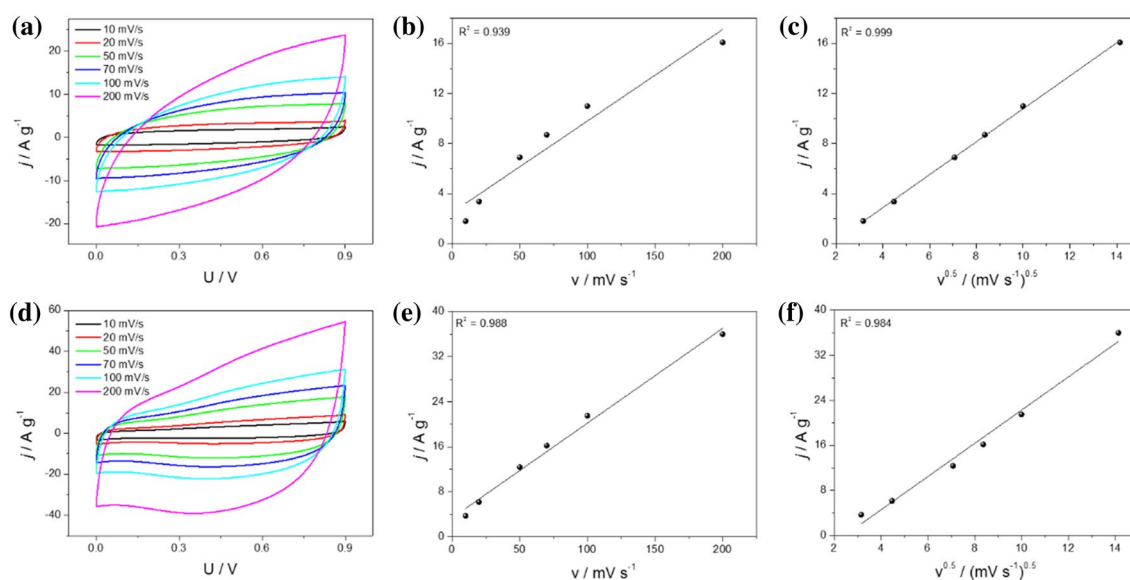 (a)
10 mV/s
20 mV/s
50 mV/s
70 mV/s
100 mV/s
200 mV/s
20
10
0
-10
-20
j / A g⁻¹
0.0 0.3 0.6 0.9
U / V
(b)
R² = 0.939
16
12
8
4
0
j / A g⁻¹
0 50 100 150 200
v / mV s⁻¹
(c)
R² = 0.999
16
12
8
4
0
j / A g⁻¹
2 4 6 8 10 12 14
v⁰·⁵ / (mV s⁻¹)⁰·⁵
(d)
10 mV/s
20 mV/s
50 mV/s
70 mV/s
100 mV/s
200 mV/s
60
40
20
0
-20
-40
j / A g⁻¹
0.0 0.3 0.6 0.9
U / V
(e)
R² = 0.988
40
32
24
16
8
0
j / A g⁻¹
0 50 100 150 200
v / mV s⁻¹
(f)
R² = 0.984
40
32
24
16
8
0
j / A g⁻¹
2 4 6 8 10 12 14
v⁰·⁵ / (mV s⁻¹)⁰·⁵